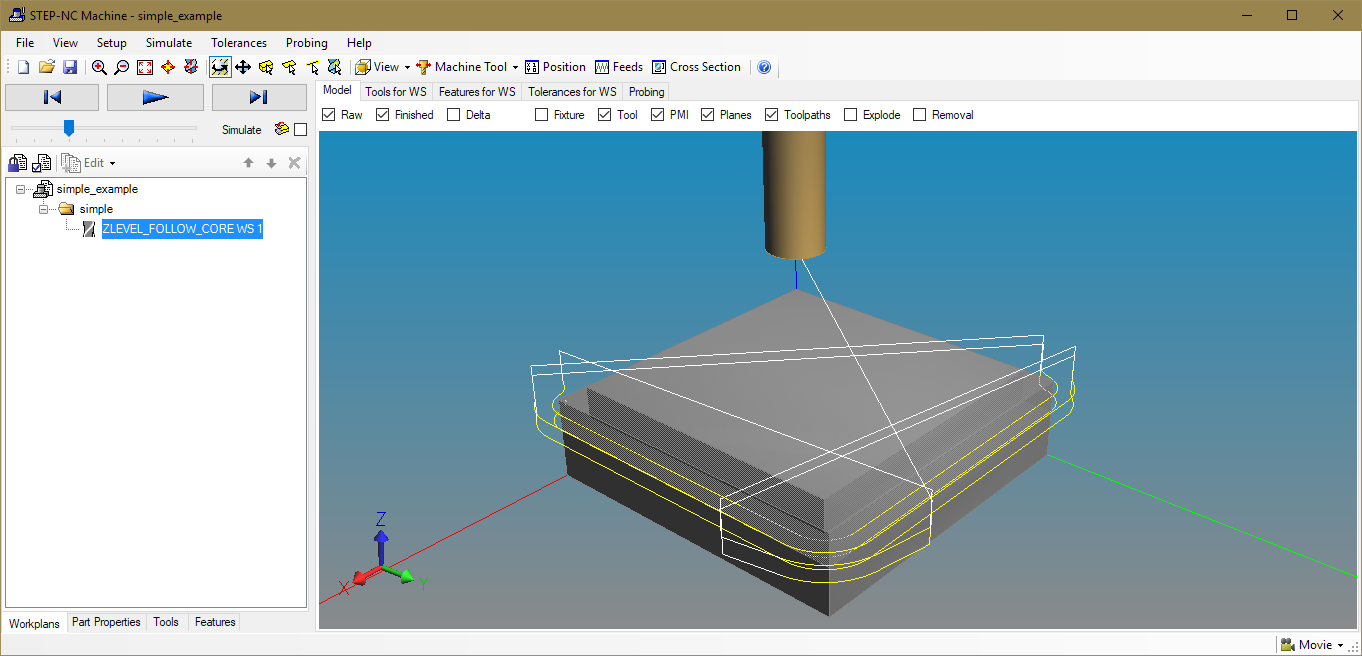 STEP-NC Machine - simple_example
File View Setup Simulate Tolerances Probing Help
View Machine Tool Position Feeds Cross Section
Model Tools for WS Features for WS Tolerances for WS Probing
Raw Finished Delta Fixture Tool PMI Planes Toolpaths Explode Removal
Simulate
Edit
simple_example
simple
ZLEVEL_FOLLOW_CORE WS 1
Z
X Y
Workplans Part Properties Tools Features
Movie